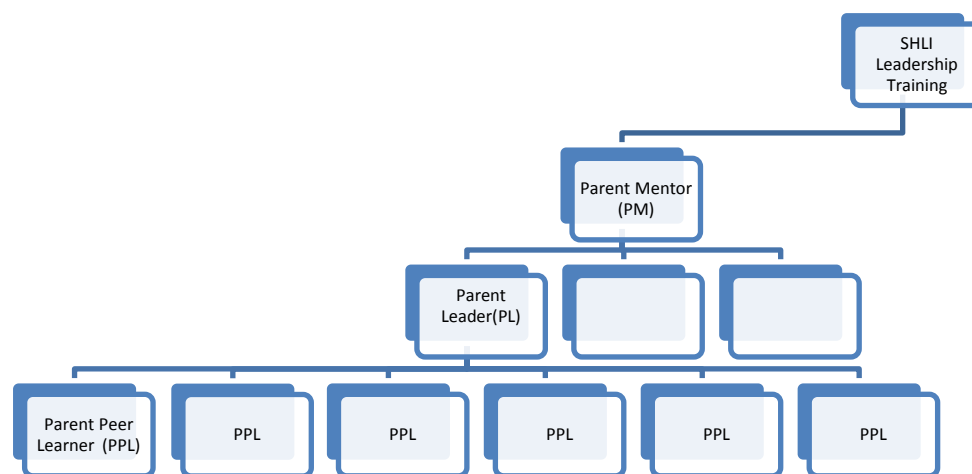 SHLI
Leadership
Training
Parent Mentor
(PM)
Parent
Leader(PL)
Parent Peer
Learner (PPL)
PPL
PPL
PPL
PPL
PPL